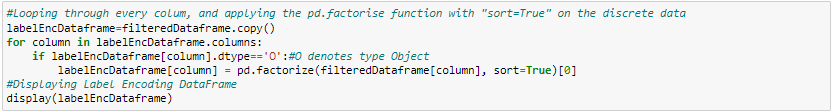 #Looping through every colum, and applying the pd.factorise function with "sort=True" on the discrete data
labelEncDataframe=filteredDataframe.copy()
for column in labelEncDataframe.columns:
    if labelEncDataframe[column].dtype=='O':#O denotes type Object
        labelEncDataframe[column] = pd.factorize(filteredDataframe[column], sort=True)[0]
#Displaying Label Encoding DataFrame
display(labelEncDataframe)